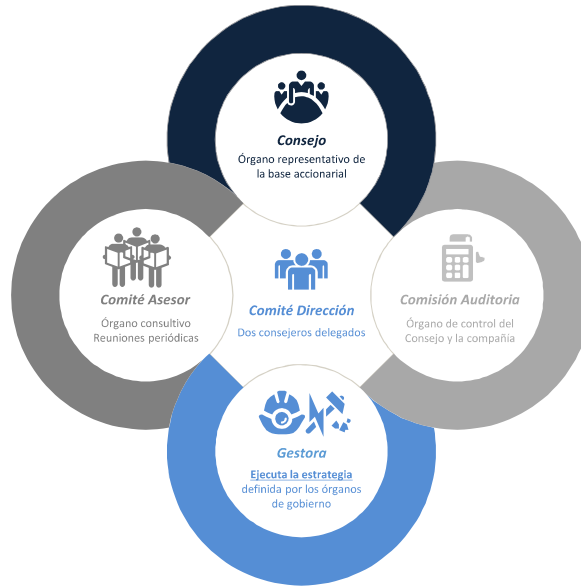 Consejo
Órgano representativo de
la base accionarial
Comité Asesor
Órgano consultivo
Reuniones periódicas
Comité Dirección
Dos consejeros delegados
Comisión Auditoria
Órgano de control del
Consejo y la compañia
Gestora
Ejecuta la estrategia
definida por los órganos
de gobierno